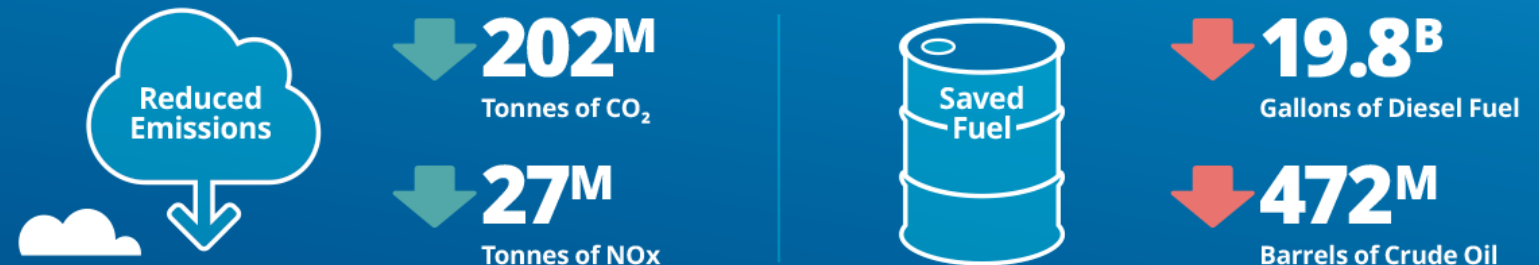 Reduced
Emissions
202M
Tonnes of CO₂
27M
Tonnes of NOx
Saved
Fuel
19.8B
Gallons of Diesel Fuel
472M
Barrels of Crude Oil